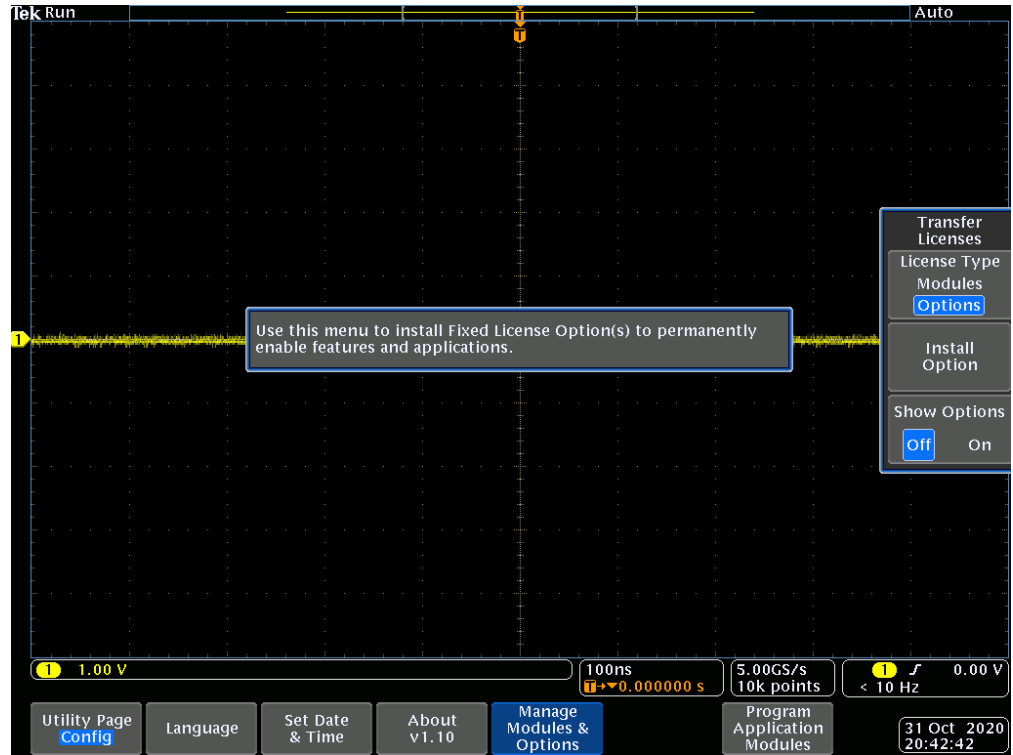 Tek Run
Auto
T
T
Transfer
Licenses
License Type
Modules
Options
1
Use this menu to install Fixed License Option(s) to permanently
enable features and applications.
Install
Option
Show Options
Off On
1 1.00 V
100ns
T→▼0.000000 s
5.00GS/s
10k points
1 ƒ 0.00 V
< 10 Hz
Utility Page
Config
Language
Set Date
& Time
About
v1.10
Manage
Modules &
Options
Program
Application
Modules
31 Oct 2020
20:42:42